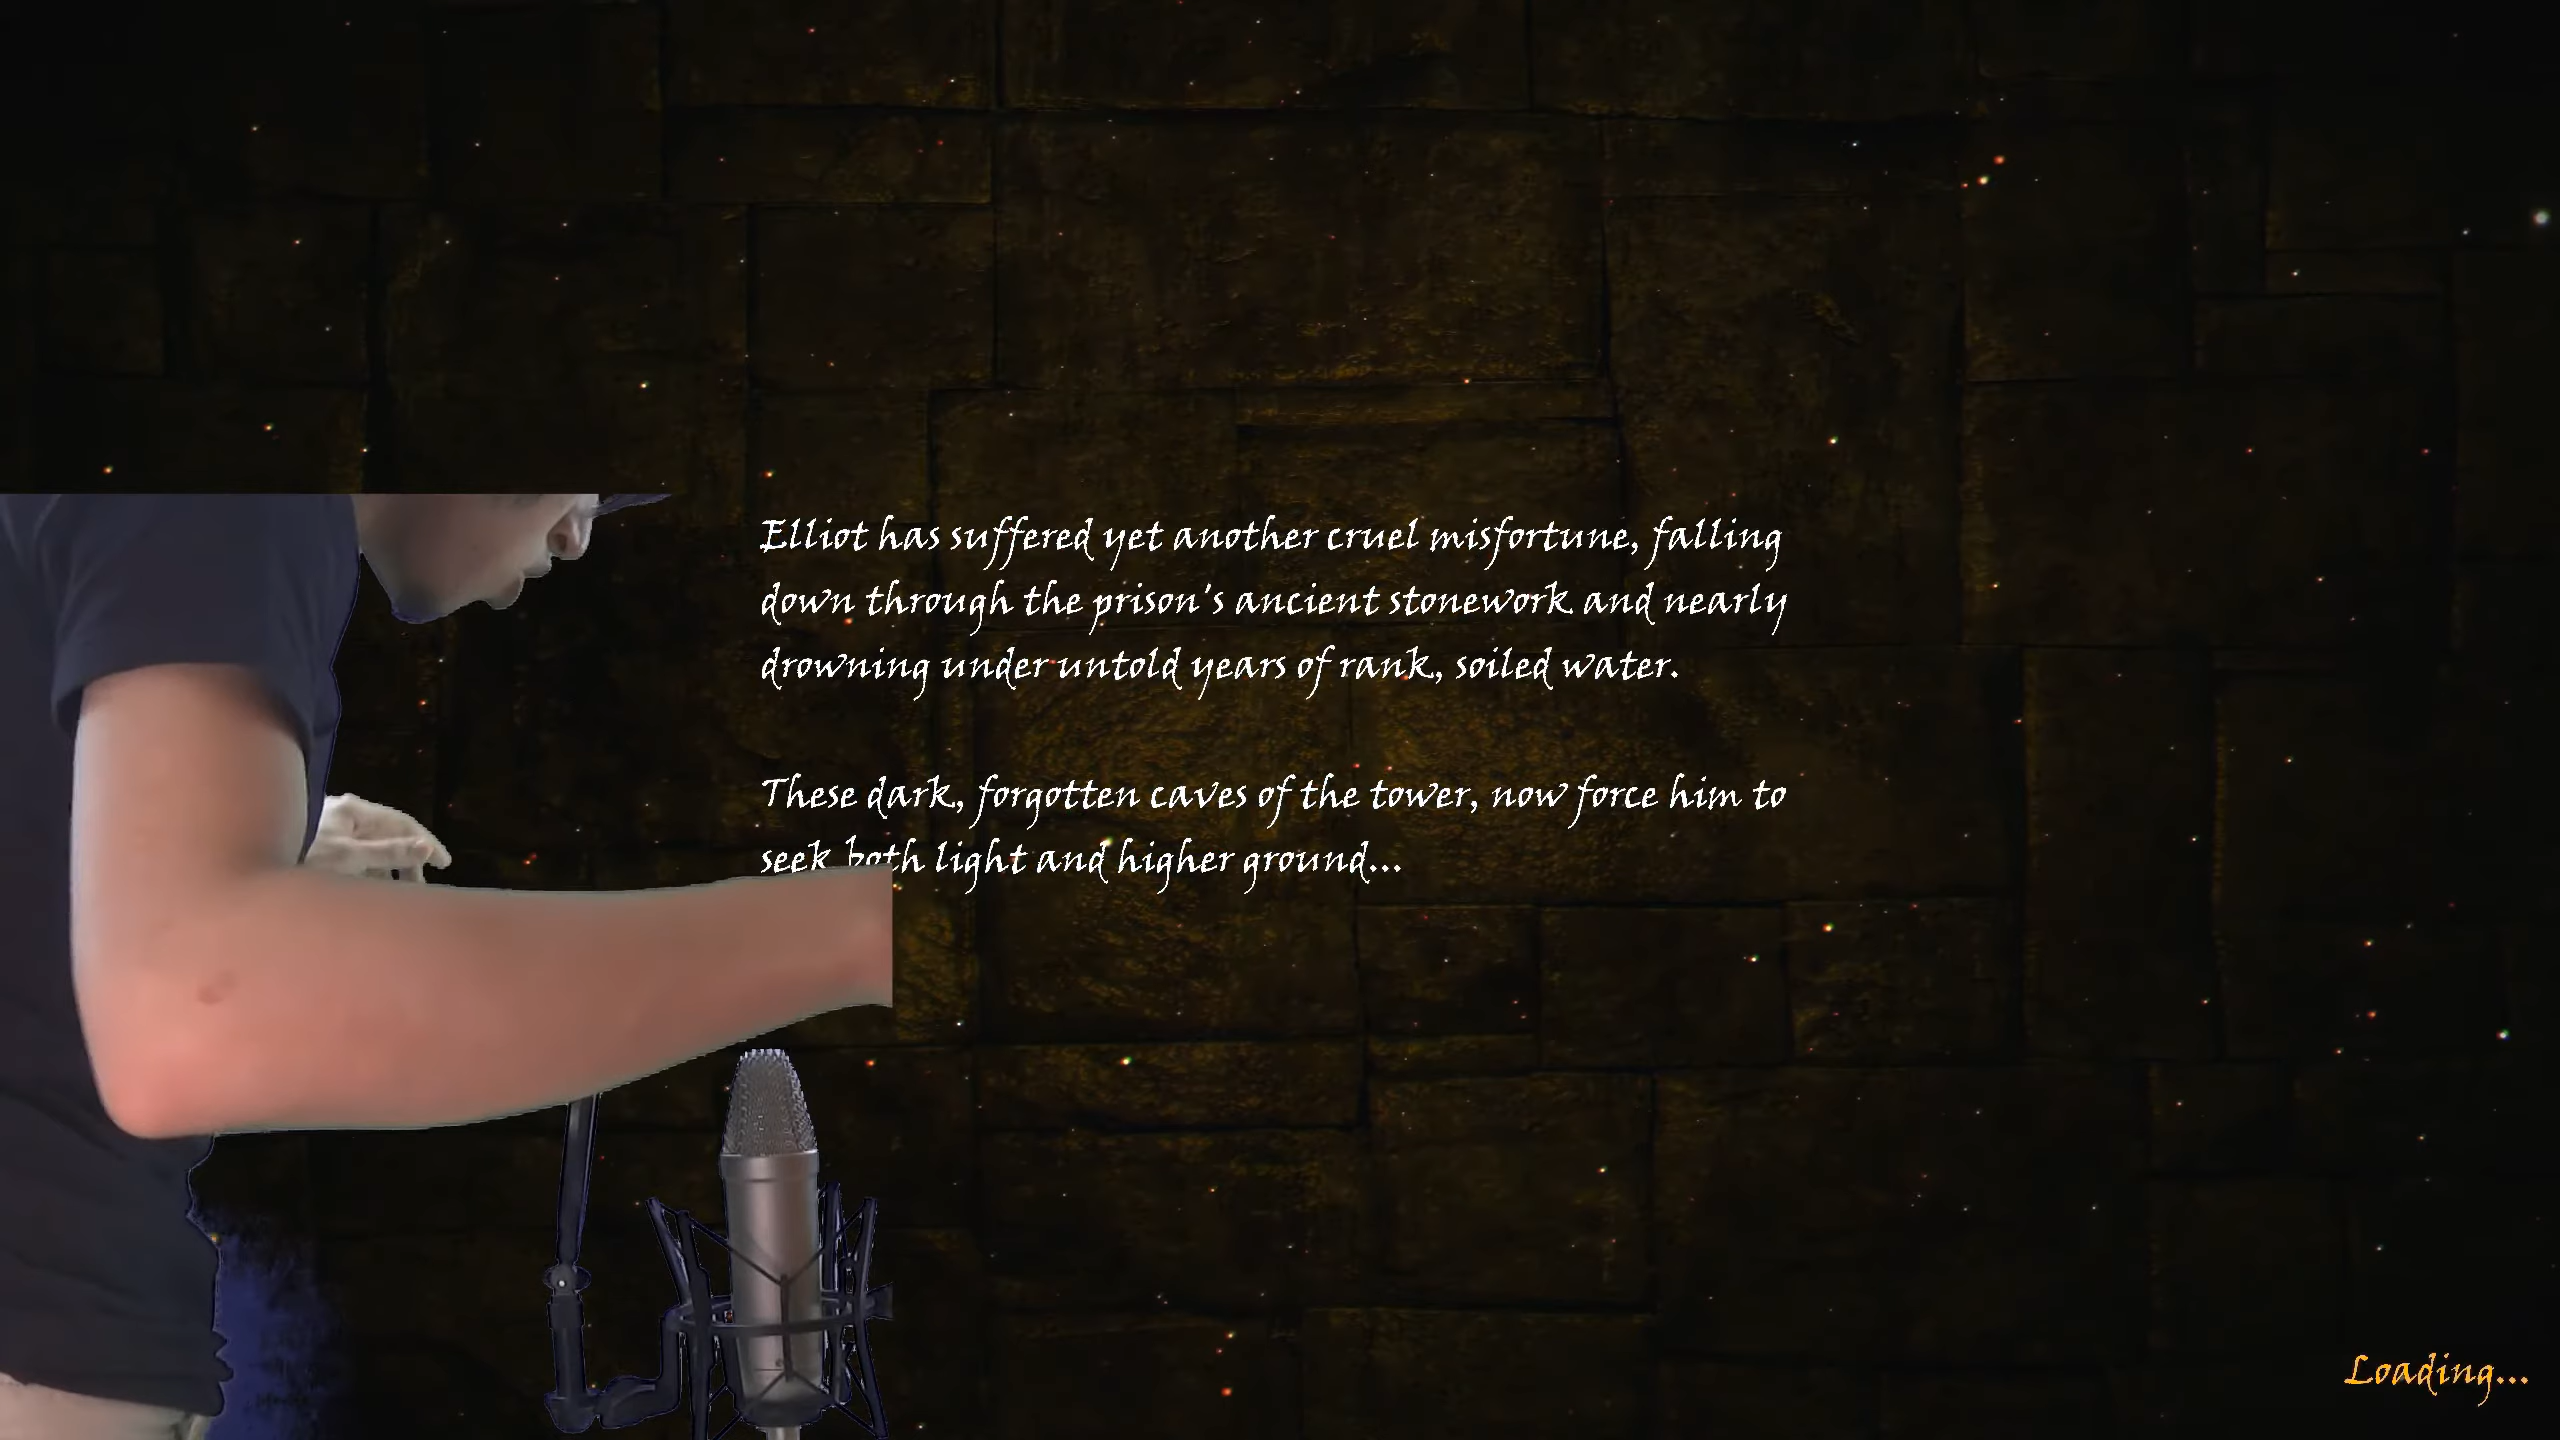 Elliot has suffered yet another cruel misfortune, falling
down through the prison's ancient stonework and nearly
drowning under untold years of rank, soiled water.
These dark, forgotten caves of the tower, now force him to
seek both light and higher ground...
Loading...